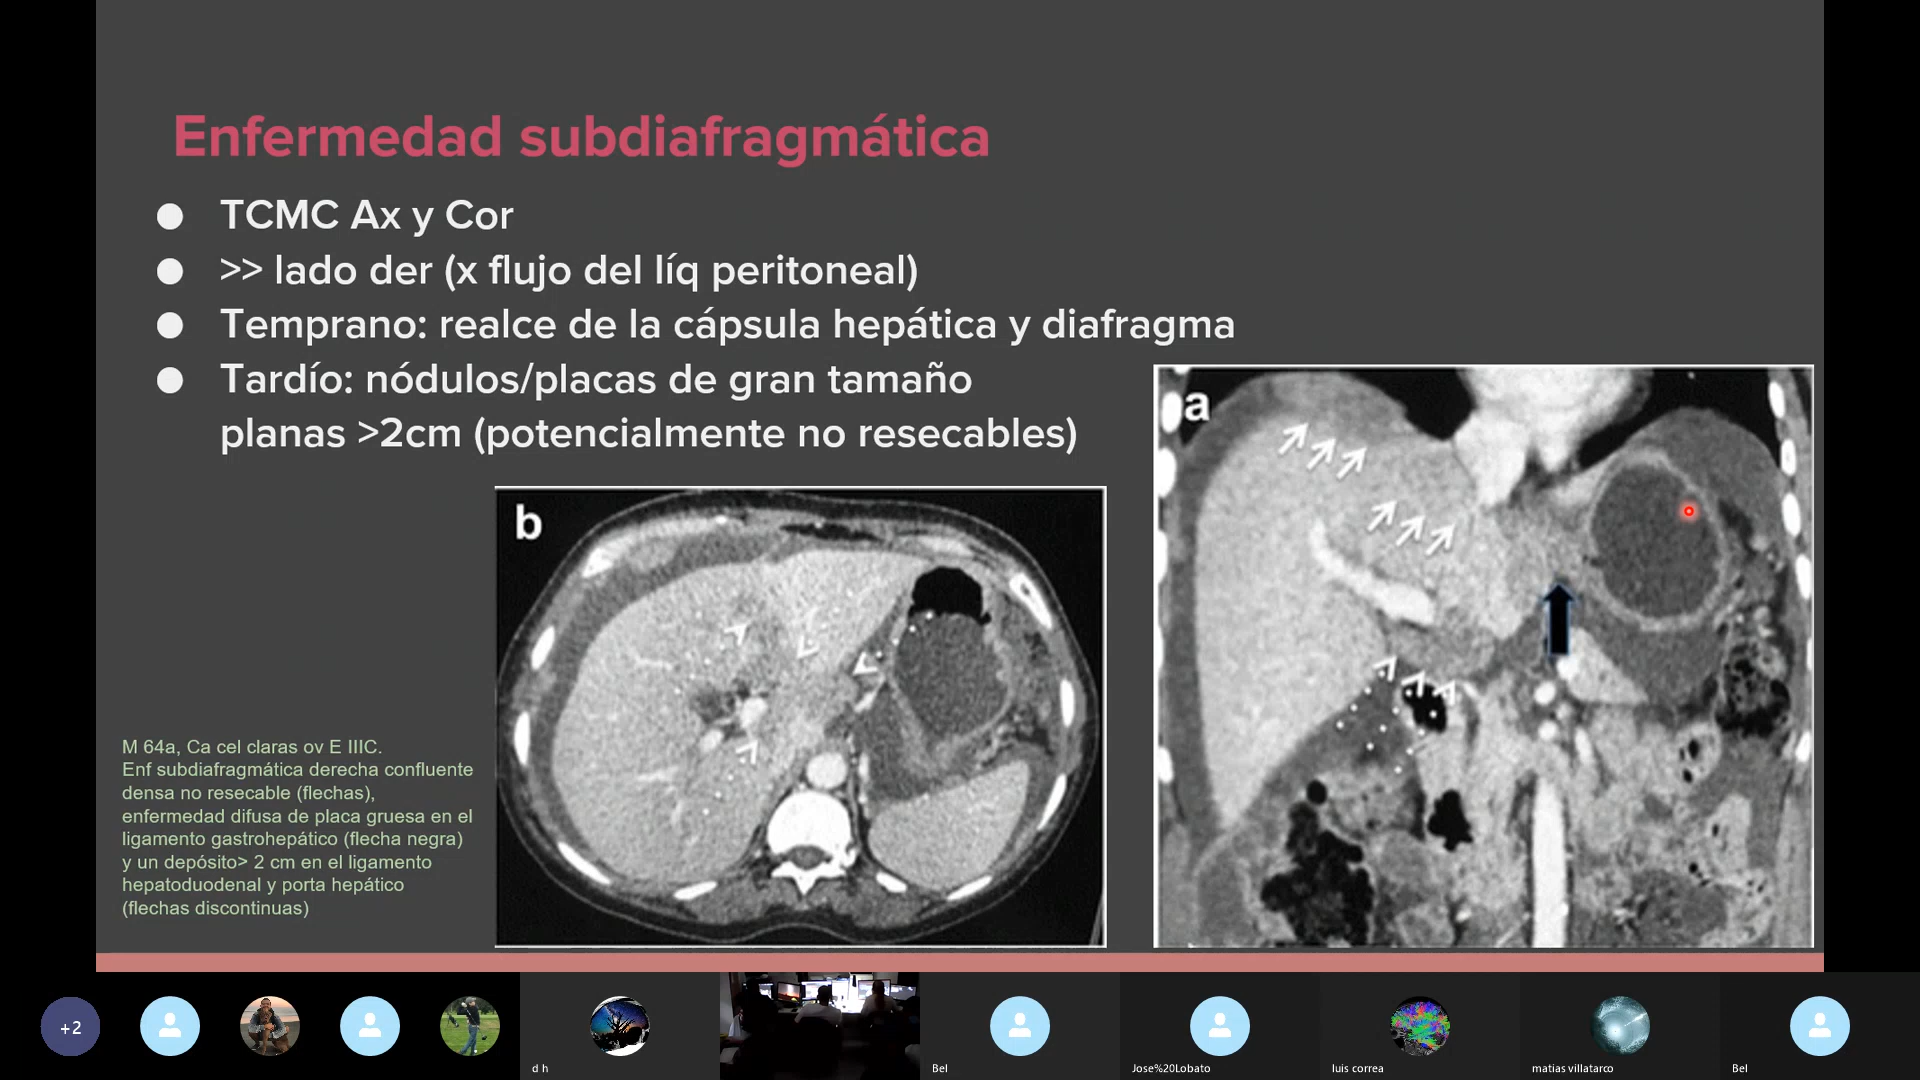 Enfermedad subdiafragmática
● TCMC Ax y Cor
● >> lado der (x flujo del líq peritoneal)
● Temprano: realce de la cápsula hepática y diafragma
● Tardío: nódulos/placas de gran tamaño
planas >2cm (potencialmente no resecables)
a
b
M 64a, Ca cel claras ov E IIIC.
Enf subdiafragmática derecha confluente
densa no resecable (flechas),
enfermedad difusa de placa gruesa en el
ligamento gastrohepático (flecha negra)
y un depósito> 2 cm en el ligamento
hepatoduodenal y porta hepático
(flechas discontinuas)
+2
d h
Bel
Jose%20Lobato
luis correa
matias villatarco
Bel